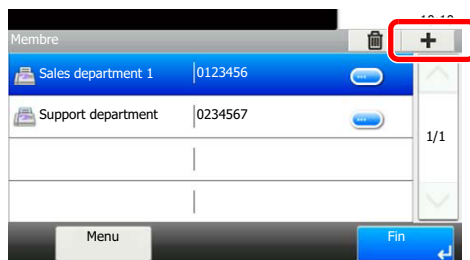 Membre
Sales department 1 0123456
Support department 0234567
1/1
Menu Fin